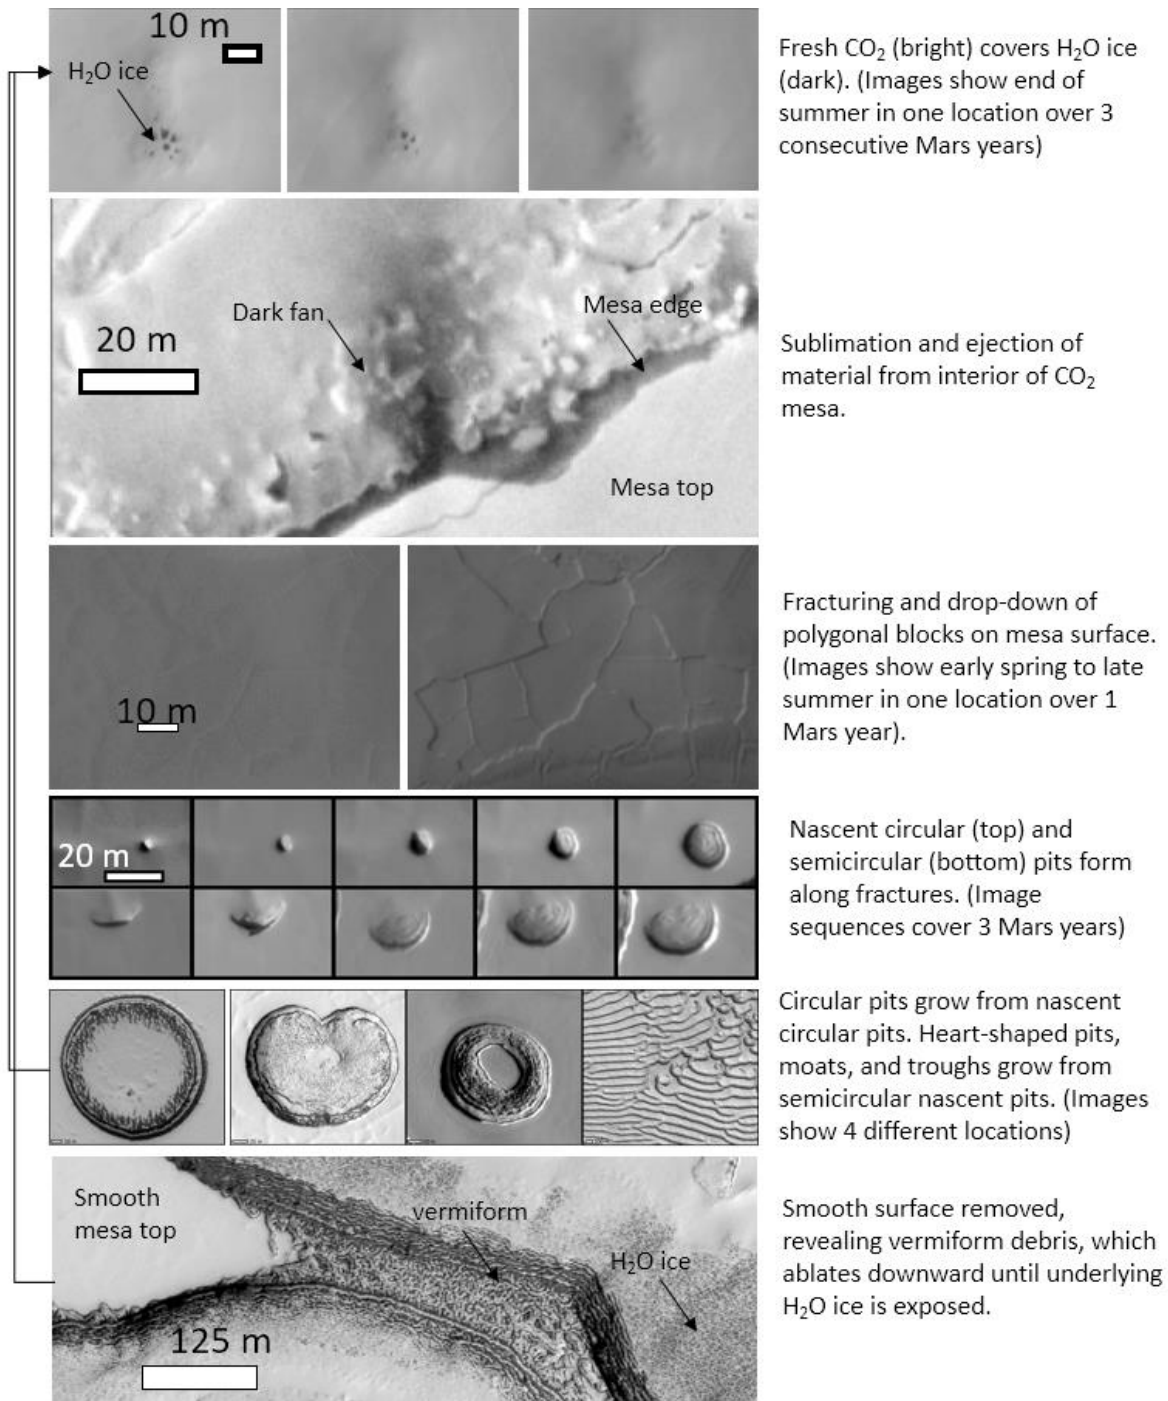 10 m
H₂O ice
Fresh CO₂ (bright) covers H₂O ice
(dark). (Images show end of
summer in one location over 3
consecutive Mars years)
Dark fan
Mesa edge
20 m
Mesa top
Sublimation and ejection of
material from interior of CO₂
mesa.
10 m
Fracturing and drop-down of
polygonal blocks on mesa surface.
(Images show early spring to late
summer in one location over 1
Mars year).
20 m
Nascent circular (top) and
semicircular (bottom) pits form
along fractures. (Image
sequences cover 3 Mars years)
Circular pits grow from nascent
circular pits. Heart-shaped pits,
moats, and troughs grow from
semicircular nascent pits. (Images
show 4 different locations)
Smooth
mesa top
vermiform
H₂O ice
125 m
Smooth surface removed,
revealing vermiform debris, which
ablates downward until underlying
H₂O ice is exposed.